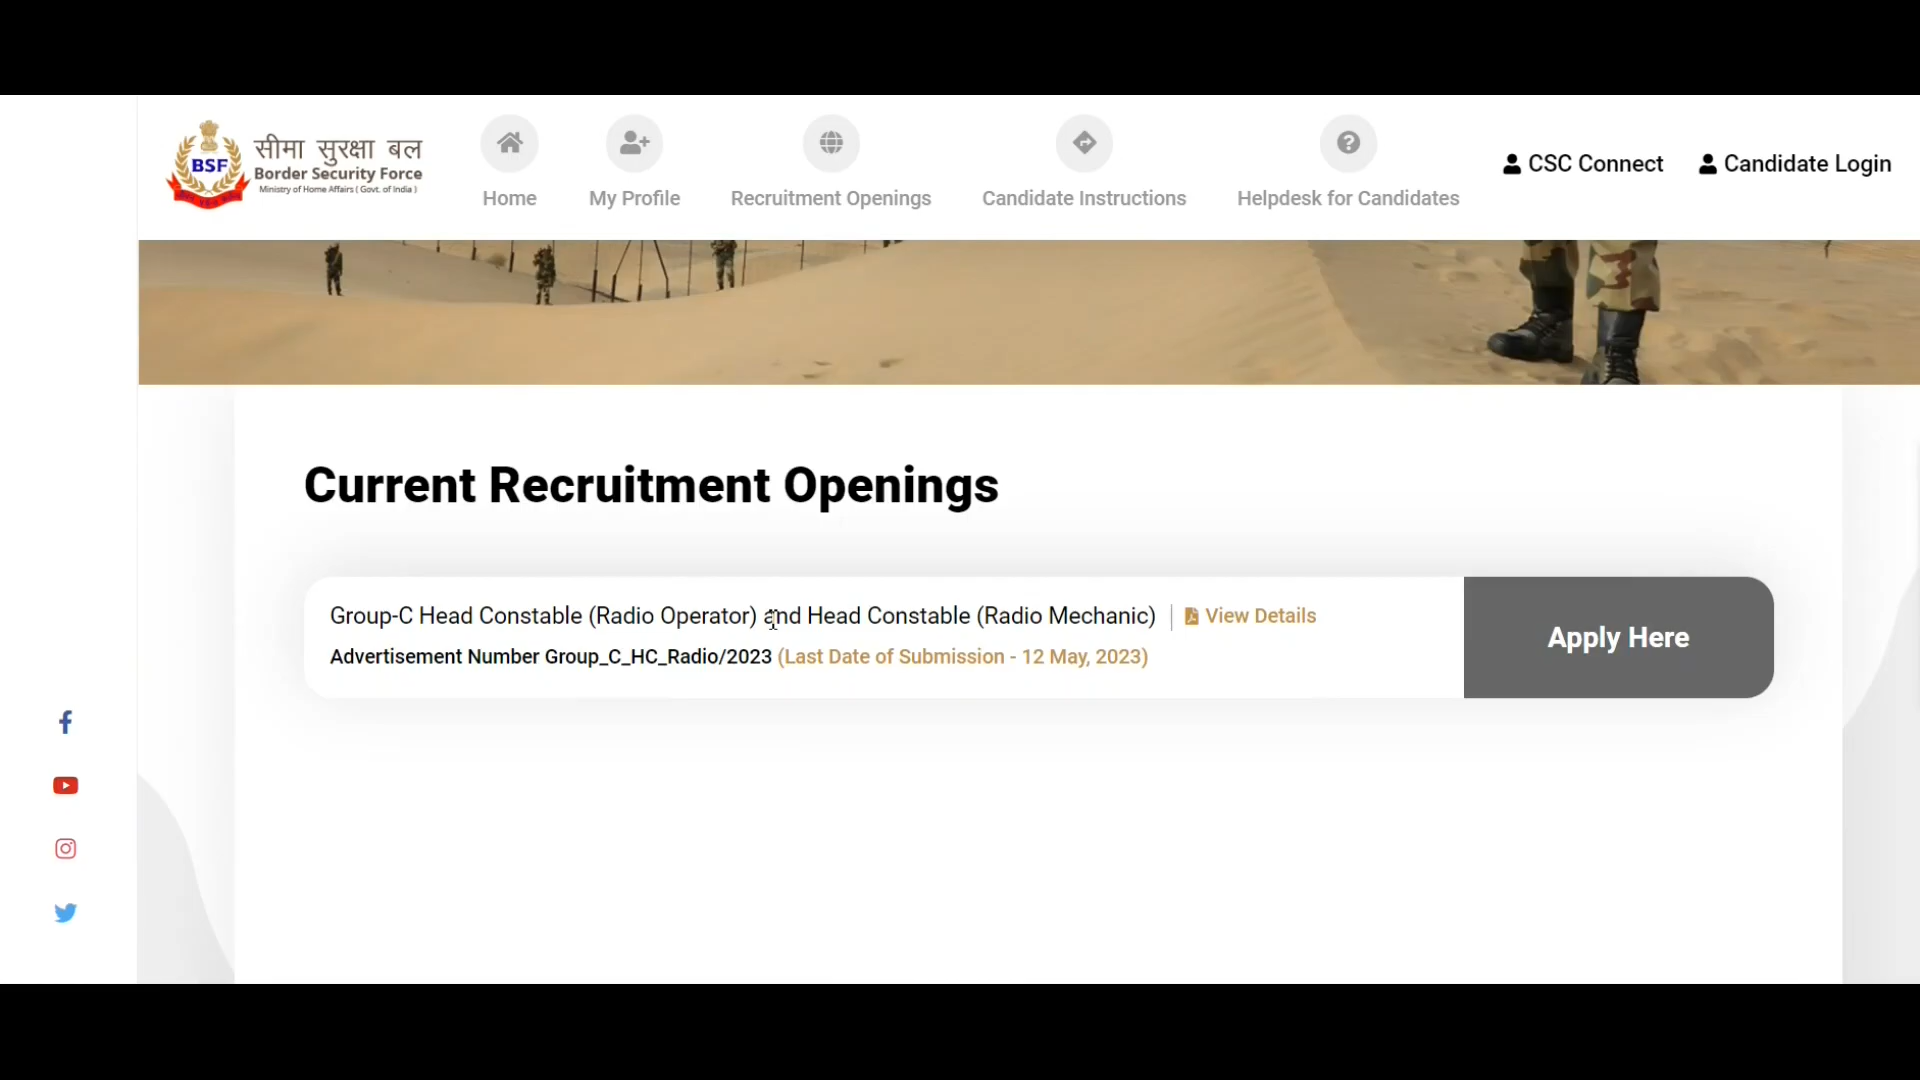 BSF
सीमा सुरक्षा बल
Border Security Force
Ministry of Home Affairs ( Govt. of India )
Home
My Profile
Recruitment Openings
Candidate Instructions
Helpdesk for Candidates
CSC Connect
Candidate Login
Current Recruitment Openings
Group-C Head Constable (Radio Operator) and Head Constable (Radio Mechanic) | View Details
Advertisement Number Group_C_HC_Radio/2023 (Last Date of Submission - 12 May, 2023)
Apply Here